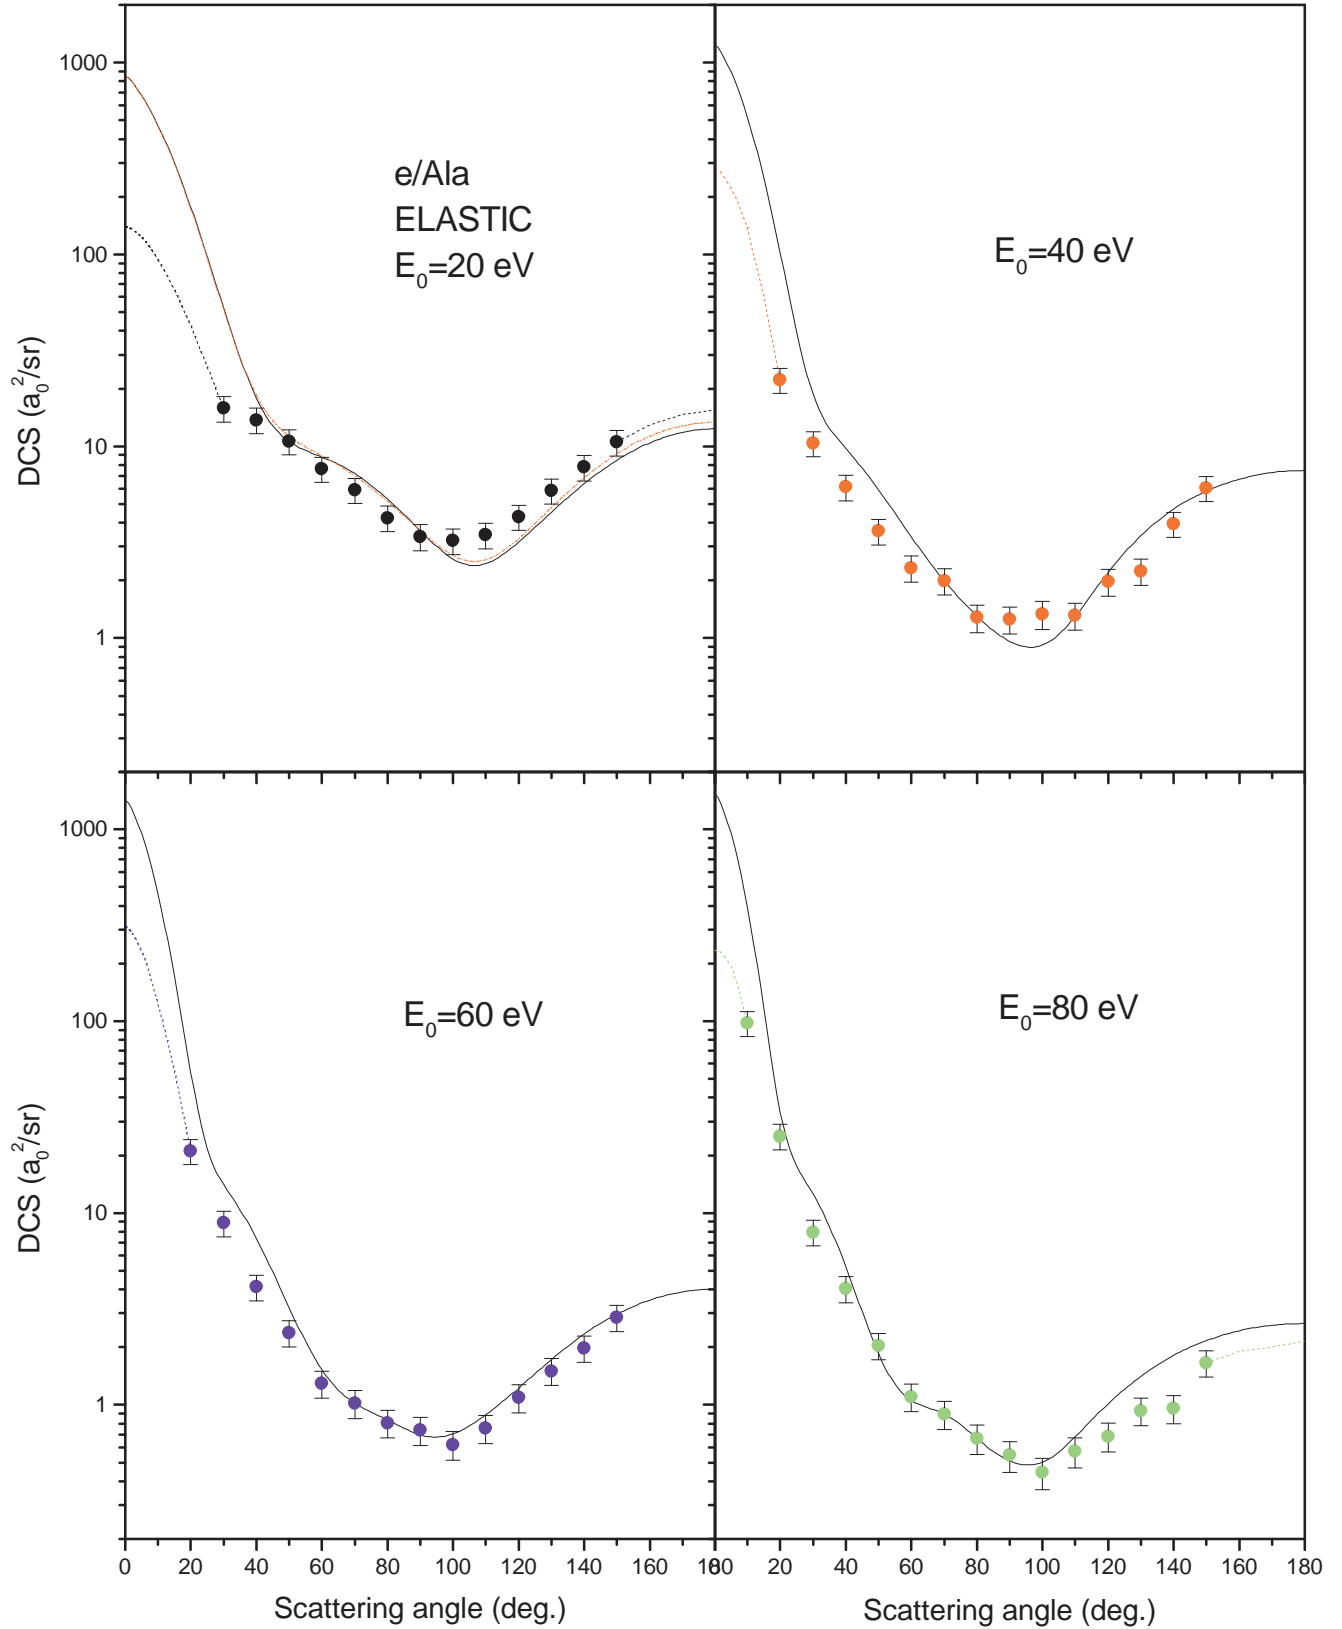 1000
100
10
1
DCS (a₀²/sr)
e/Ala
ELASTIC
E₀=20 eV
E₀=40 eV
1000
100
10
1
DCS (a₀²/sr)
E₀=60 eV
E₀=80 eV
0 20 40 60 80 100 120 140 160 180
0 20 40 60 80 100 120 140 160 180
Scattering angle (deg.)
Scattering angle (deg.)